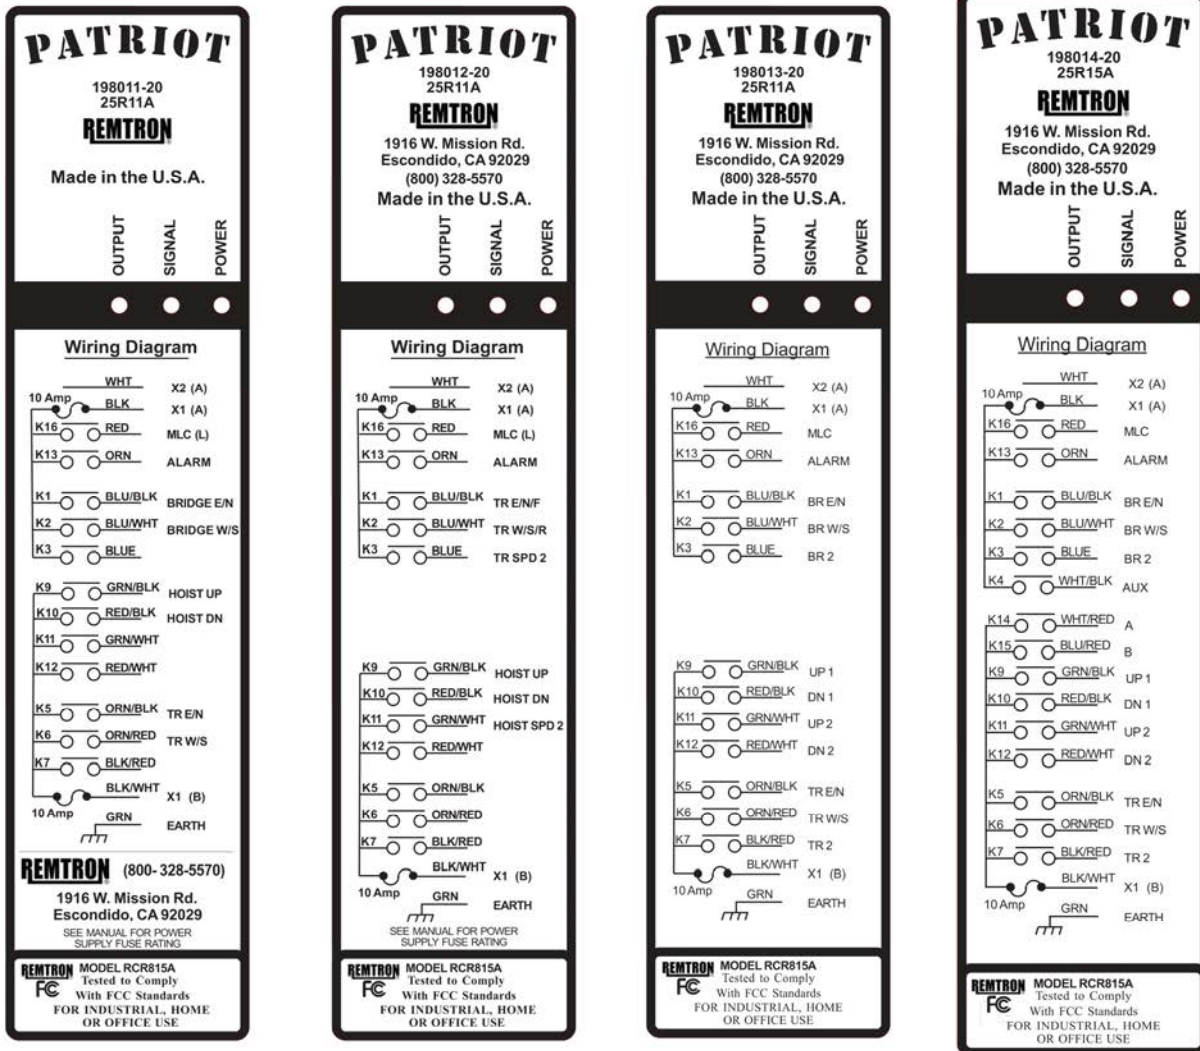 PATRIOT
198011-20
25R11A
REMTRON
Made in the U.S.A.
OUTPUT
SIGNAL
POWER
Wiring Diagram
WHT X2 (A)
10 Amp BLK X1 (A)
K16 RED MLC (L)
K13 ORN ALARM
K1 BLU/BLK BRIDGE E/N
K2 BLU/WHT BRIDGE W/S
K3 BLUE
K9 GRN/BLK HOIST UP
K10 RED/BLK HOIST DN
K11 GRN/WHT
K12 RED/WHT
K5 ORN/BLK TR E/N
K6 ORN/RED TR W/S
K7 BLK/RED
BLK/WHT X1 (B)
10 Amp
GRN EARTH
REMTRON (800- 328-5570)
1916 W. Mission Rd.
Escondido, CA 92029
SEE MANUAL FOR POWER
SUPPLY FUSE RATING
REMTRON MODEL RCR815A
FC Tested to Comply
With FCC Standards
FOR INDUSTRIAL, HOME
OR OFFICE USE
PATRIOT
198012-20
25R11A
REMTRON
1916 W. Mission Rd.
Escondido, CA 92029
(800) 328-5570
Made in the U.S.A.
OUTPUT
SIGNAL
POWER
Wiring Diagram
WHT X2 (A)
10 Amp BLK X1 (A)
K16 RED MLC (L)
K13 ORN ALARM
K1 BLU/BLK TR E/N/F
K2 BLU/WHT TR W/S/R
K3 BLUE TR SPD 2
K9 GRN/BLK HOIST UP
K10 RED/BLK HOIST DN
K11 GRN/WHT HOIST SPD 2
K12 RED/WHT
K5 ORN/BLK
K6 ORN/RED
K7 BLK/RED
BLK/WHT X1 (B)
10 Amp
GRN EARTH
SEE MANUAL FOR POWER
SUPPLY FUSE RATING
REMTRON MODEL RCR815A
FC Tested to Comply
With FCC Standards
FOR INDUSTRIAL, HOME
OR OFFICE USE
PATRIOT
198013-20
25R11A
REMTRON
1916 W. Mission Rd.
Escondido, CA 92029
(800) 328-5570
Made in the U.S.A.
OUTPUT
SIGNAL
POWER
Wiring Diagram
WHT X2 (A)
10 Amp BLK X1 (A)
K16 RED MLC
K13 ORN ALARM
K1 BLU/BLK BR E/N
K2 BLU/WHT BR W/S
K3 BLUE BR 2
K9 GRN/BLK UP 1
K10 RED/BLK DN 1
K11 GRN/WHT UP 2
K12 RED/WHT DN 2
K5 ORN/BLK TR E/N
K6 ORN/RED TR W/S
K7 BLK/RED TR 2
BLK/WHT X1 (B)
10 Amp
GRN EARTH
REMTRON MODEL RCR815A
FC Tested to Comply
With FCC Standards
FOR INDUSTRIAL, HOME
OR OFFICE USE
PATRIOT
198014-20
25R15A
REMTRON
1916 W. Mission Rd.
Escondido, CA 92029
(800) 328-5570
Made in the U.S.A.
OUTPUT
SIGNAL
POWER
Wiring Diagram
WHT X2 (A)
10 Amp BLK X1 (A)
K16 RED MLC
K13 ORN ALARM
K1 BLU/BLK BR E/N
K2 BLU/WHT BR W/S
K3 BLUE BR 2
K4 WHT/BLK AUX
K14 WHT/RED A
K15 BLU/RED B
K9 GRN/BLK UP 1
K10 RED/BLK DN 1
K11 GRN/WHT UP 2
K12 RED/WHT DN 2
K5 ORN/BLK TR E/N
K6 ORN/RED TR W/S
K7 BLK/RED TR 2
BLK/WHT X1 (B)
10 Amp
GRN EARTH
REMTRON MODEL RCR815A
FC Tested to Comply
With FCC Standards
FOR INDUSTRIAL, HOME
OR OFFICE USE